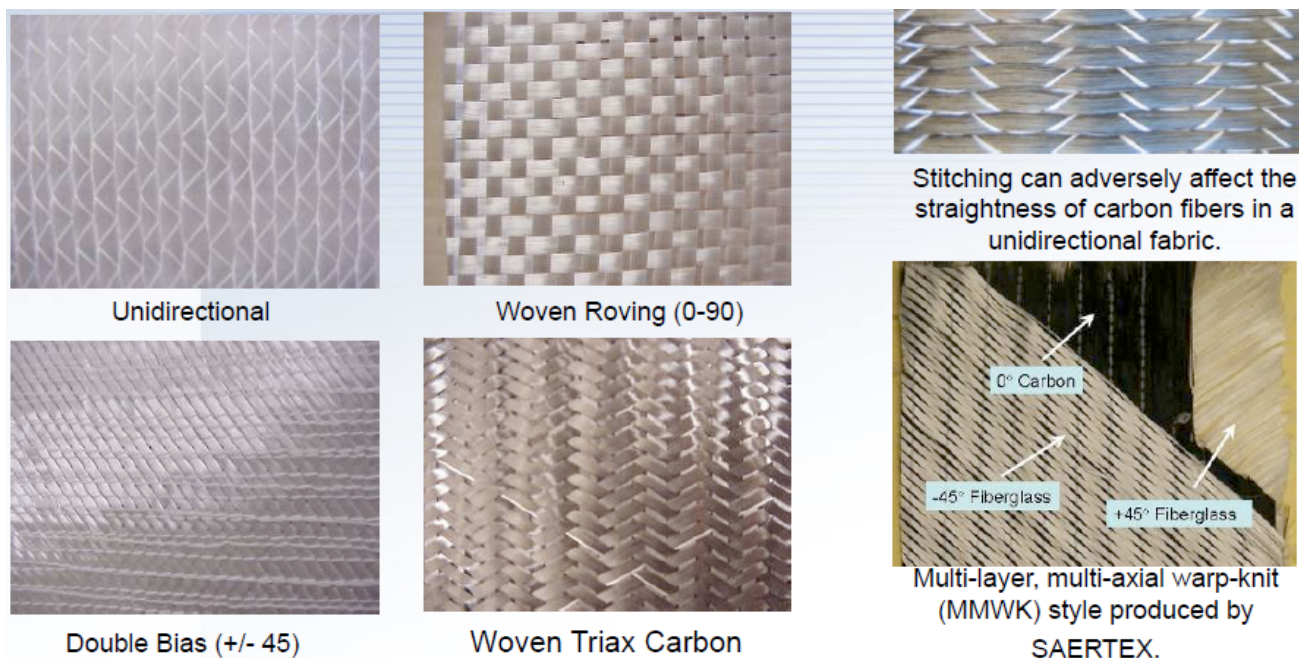 Unidirectional
Woven Roving (0-90)
Double Bias (+/- 45)
Woven Triax Carbon
Stitching can adversely affect the
straightness of carbon fibers in a
unidirectional fabric.
0° Carbon
-45° Fiberglass
+45° Fiberglass
Multi-layer, multi-axial warp-knit
(MMWK) style produced by
SAERTEX.